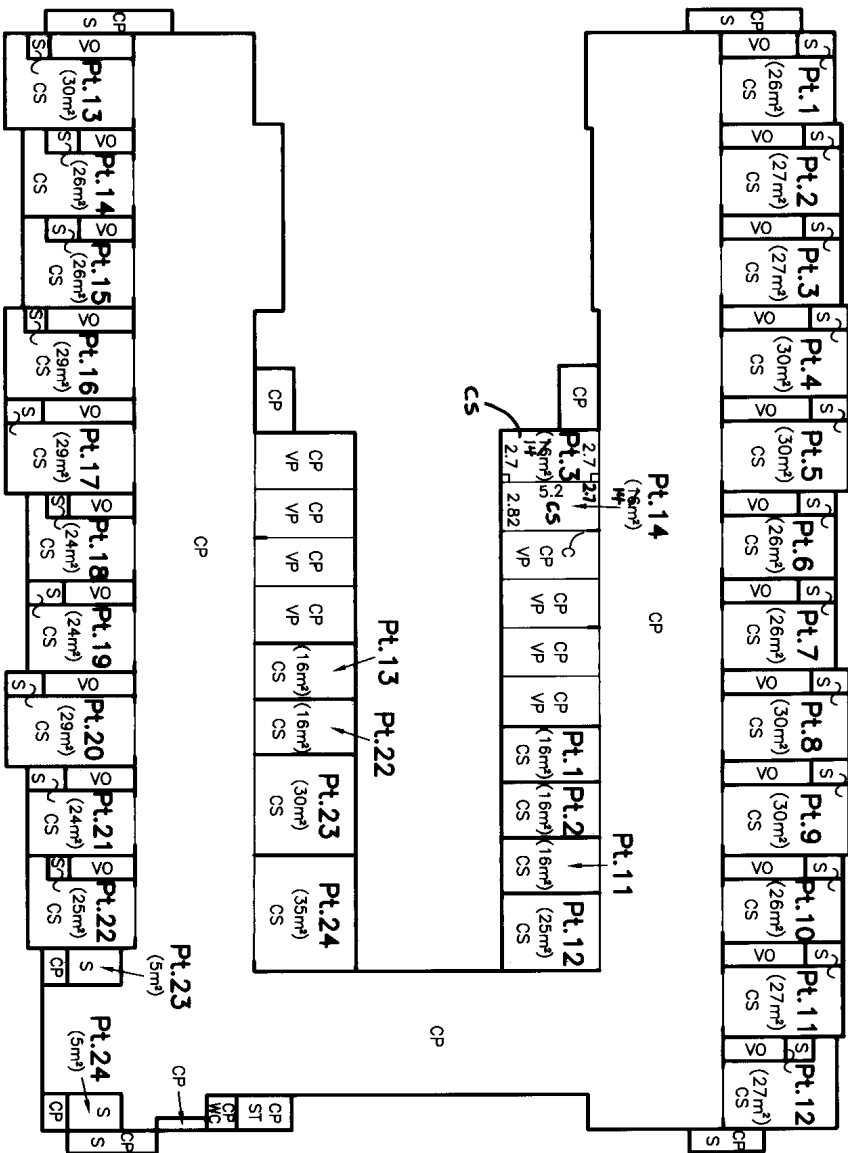 CP
S
S
VO
Pt.1
(26m²)
CS
S
VO
Pt.2
(27m²)
CS
S
VO
Pt.3
(27m²)
CS
S
VO
Pt.4
(30m²)
CS
S
VO
Pt.5
(30m²)
CS
S
VO
Pt.6
(26m²)
CS
S
VO
Pt.7
(26m²)
CS
S
VO
Pt.8
(30m²)
CS
S
VO
Pt.9
(30m²)
CS
S
VO
Pt.10
(26m²)
CS
S
VO
Pt.11
(27m²)
CS
S
VO
Pt.12
(27m²)
CS
CP
S
CP
Pt.14
(16m²)
14
Pt.11
CP
2.7
Pt.3
(16m²)
14
2.7
CS
2.7
5.2
CS
2.82
C
CP
VP
CP
VP
CP
VP
CP
VP
Pt.1
(16m²)
CS
Pt.2
(16m²)
CS
(16m²)
CS
Pt.12
(25m²)
CS
CP
Pt.13
Pt.22
CP
CP
VP
CP
VP
CP
VP
CP
VP
(16m²)
CS
(16m²)
CS
Pt.23
(30m²)
CS
Pt.24
(35m²)
CS
CP
ST
CP
WC
CP
CP
Pt.23
(5m²)
Pt.24
(5m²)
CP
S
VO
S
Pt.13
(30m²)
CS
VO
S
Pt.14
(26m²)
CS
VO
S
Pt.15
(26m²)
CS
VO
S
Pt.16
(29m²)
CS
VO
S
Pt.17
(29m²)
CS
VO
S
Pt.18
(24m²)
CS
VO
S
Pt.19
(24m²)
CS
VO
S
Pt.20
(29m²)
CS
VO
S
Pt.21
(24m²)
CS
VO
S
Pt.22
(25m²)
CS
S
CP
S
CP
CP
S